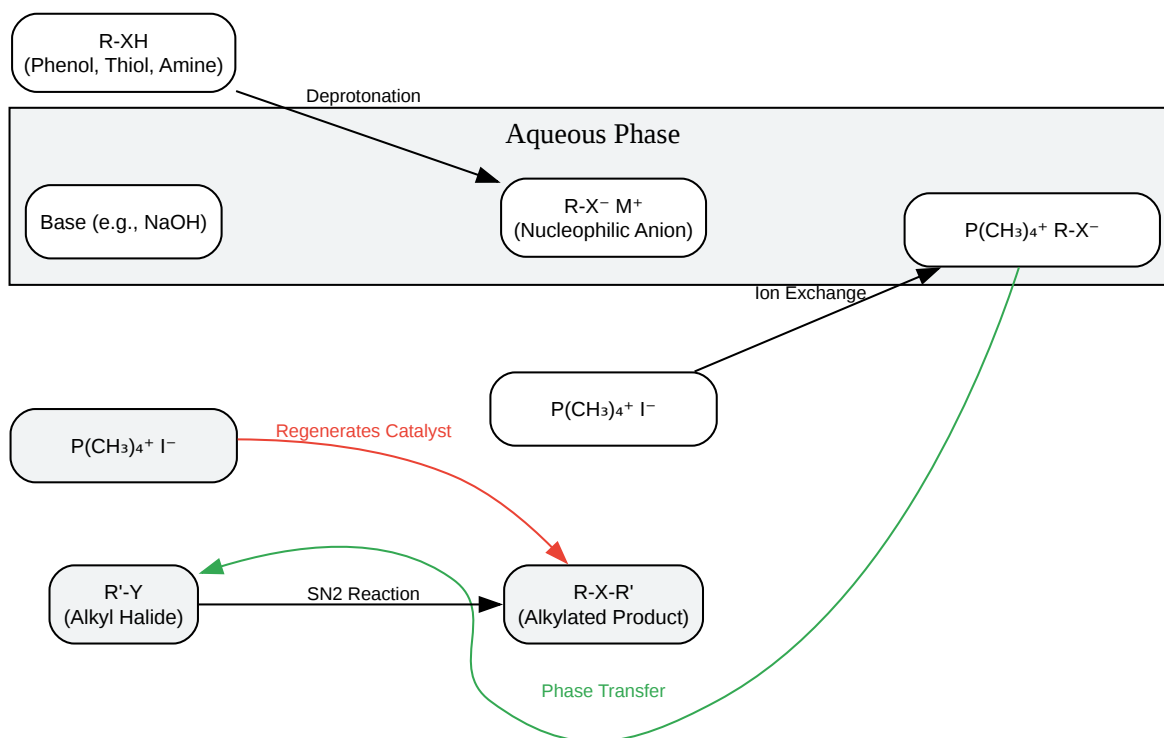 R-XH
(Phenol, Thiol, Amine)
Deprotonation
Aqueous Phase
Base (e.g., NaOH)
R-X⁻ M⁺
(Nucleophilic Anion)
P(CH₃)₄⁺ R-X⁻
Ion Exchange
P(CH₃)₄⁺ I⁻
P(CH₃)₄⁺ I⁻
Regenerates Catalyst
R'-Y
(Alkyl Halide)
SN2 Reaction
R-X-R'
(Alkylated Product)
Phase Transfer